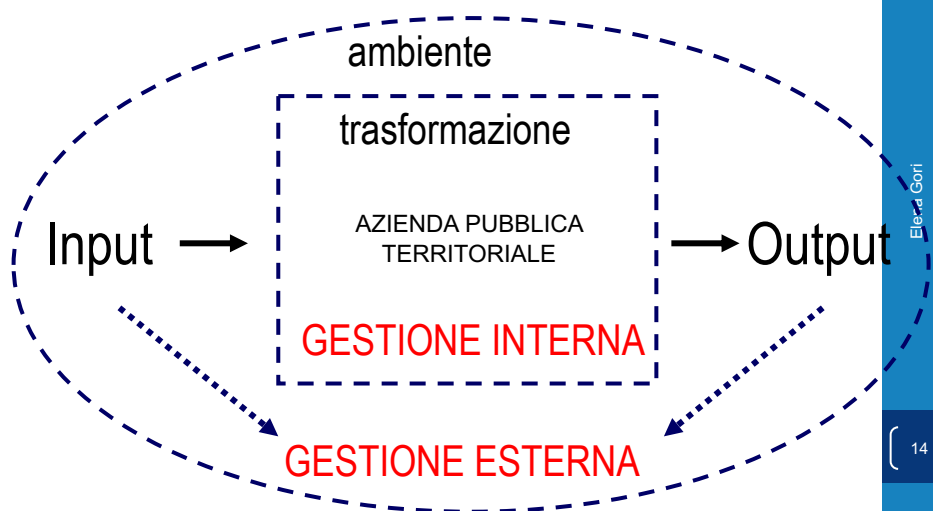 ambiente
trasformazione
AZIENDA PUBBLICA
TERRITORIALE
Input
Output
GESTIONE INTERNA
GESTIONE ESTERNA
Elena Gori
14